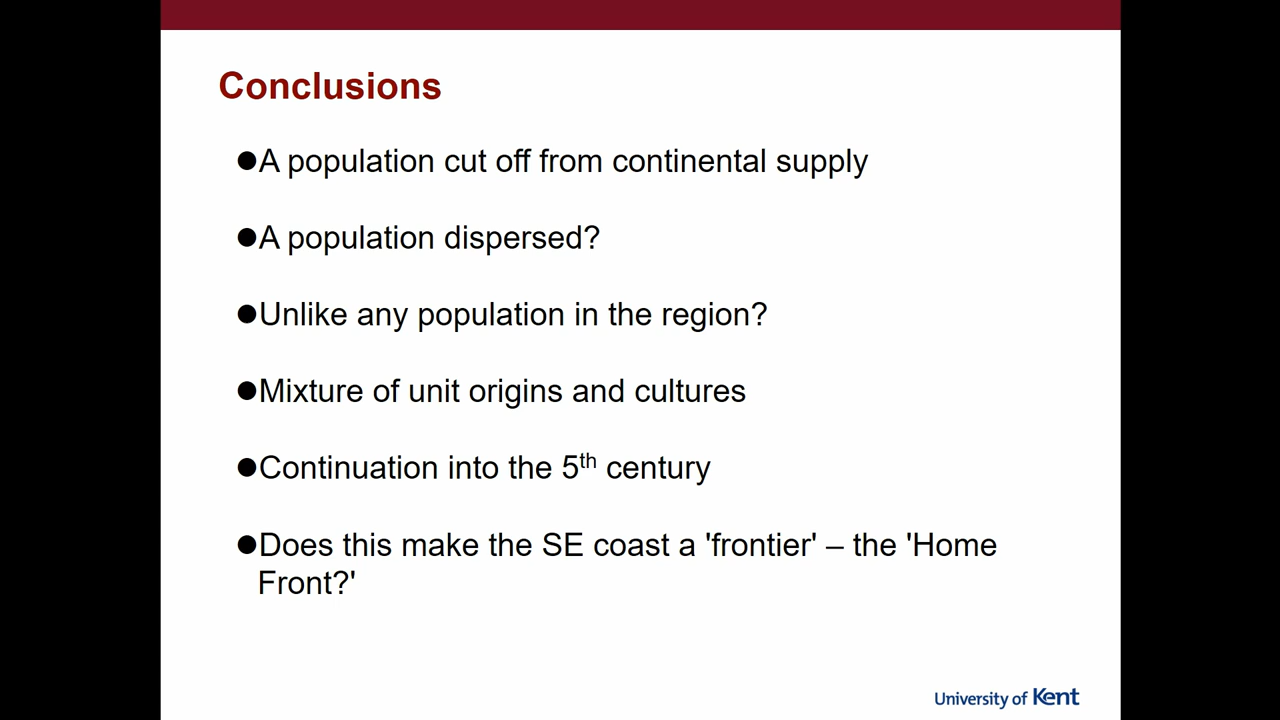 Conclusions
●A population cut off from continental supply
●A population dispersed?
●Unlike any population in the region?
●Mixture of unit origins and cultures
●Continuation into the 5th century
●Does this make the SE coast a 'frontier' – the 'Home
Front?'
University of Kent